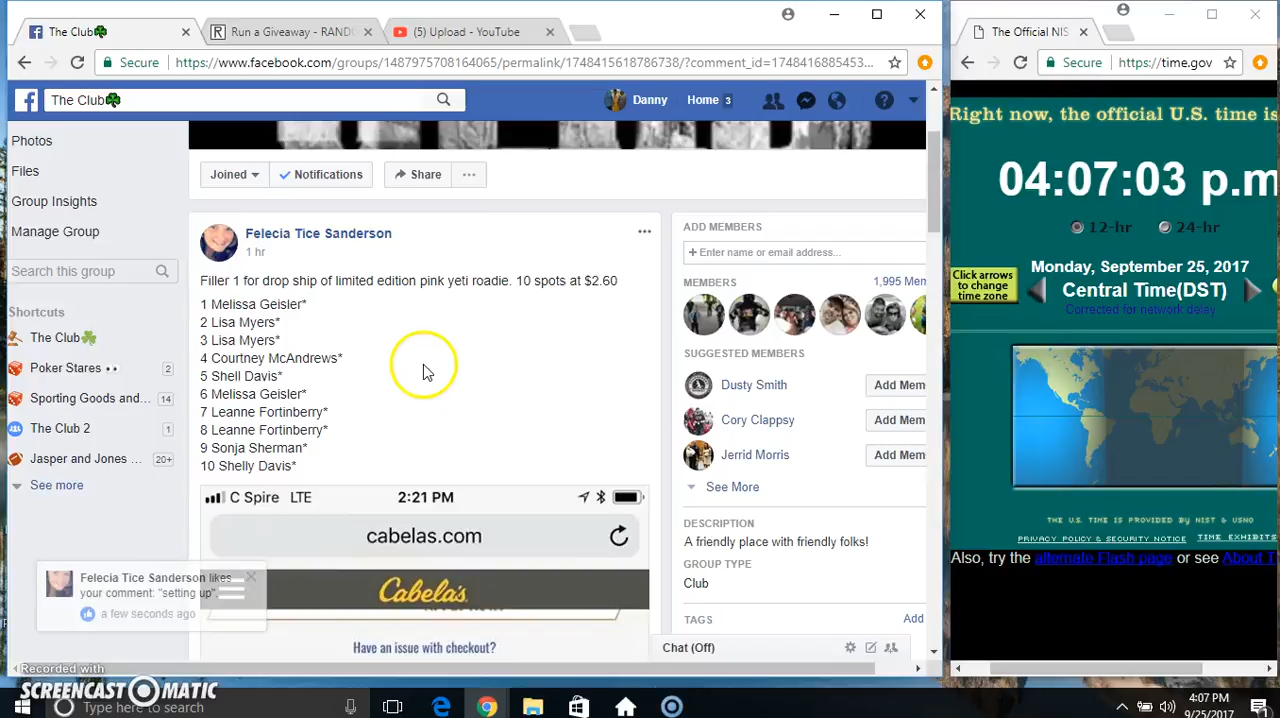 The Club
Run a Giveaway - RAND
(5) Upload - YouTube
The Official NIS
Secure
https://www.facebook.com/groups/1487975708164065/permalink/1748415618786738/?comment_id=1748416885453...
Secure
https://time.gov
The Club
Danny
Home 3
Photos
Files
Group Insights
Manage Group
Search this group
Shortcuts
The Club
Poker Stares
2
Sporting Goods and...
14
The Club 2
1
Jasper and Jones ...
20+
See more
Joined
Notifications
Share
Felecia Tice Sanderson
1 hr
Filler 1 for drop ship of limited edition pink yeti roadie. 10 spots at $2.60
1 Melissa Geisler*
2 Lisa Myers*
3 Lisa Myers*
4 Courtney McAndrews*
5 Shell Davis*
6 Melissa Geisler*
7 Leanne Fortinberry*
8 Leanne Fortinberry*
9 Sonja Sherman*
10 Shelly Davis*
C Spire LTE
2:21 PM
cabelas.com
Cabela's
Have an issue with checkout?
Felecia Tice Sanderson likes
your comment: "setting up".
a few seconds ago
ADD MEMBERS
+ Enter name or email address...
MEMBERS
1,995 Mem
SUGGESTED MEMBERS
Dusty Smith
Add Mem
Cory Clappsy
Add Mem
Jerrid Morris
Add Mem
See More
DESCRIPTION
A friendly place with friendly folks!
GROUP TYPE
Club
TAGS
Add
Chat (Off)
Right now, the official U.S. time is
04:07:03 p.m
12-hr
24-hr
Click arrows
to change
time zone
Monday, September 25, 2017
Central Time(DST)
Corrected for network delay
THE U.S. TIME IS PROVIDED BY NIST & USNO
PRIVACY POLICY & SECURITY NOTICE
TIME EXHIBITS
Also, try the alternate Flash page or see About T
Recorded with
SCREENCAST-O-MATIC
Type here to search
4:07 PM
9/25/2017
1